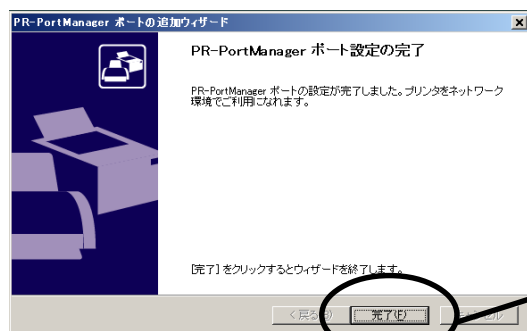 PR-PortManager ポートの追加ウィザード
PR-PortManager ポート設定の完了
PR-PortManager ポートの設定が完了しました。プリンタをネットワーク
環境でご利用になれます。
[完了] をクリックするとウィザードを終了します。
< 戻る(B) 完了(F)